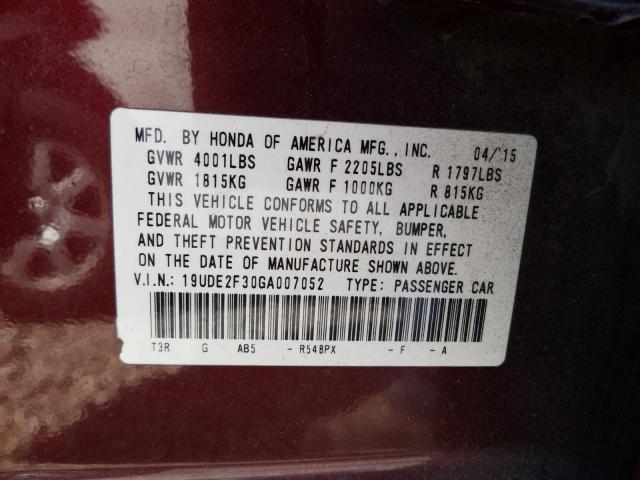 MFD. BY HONDA OF AMERICA MFG., INC. 04/'15
GVWR 4001LBS GAWR F 2205LBS R 1797LBS
GVWR 1815KG GAWR F 1000KG R 815KG
THIS VEHICLE CONFORMS TO ALL APPLICABLE
FEDERAL MOTOR VEHICLE SAFETY, BUMPER,
AND THEFT PREVENTION STANDARDS IN EFFECT
ON THE DATE OF MANUFACTURE SHOWN ABOVE.
V.I.N.: 19UDE2F30GA007052 TYPE: PASSENGER CAR
T3R G AB5 - R548PX - F - A